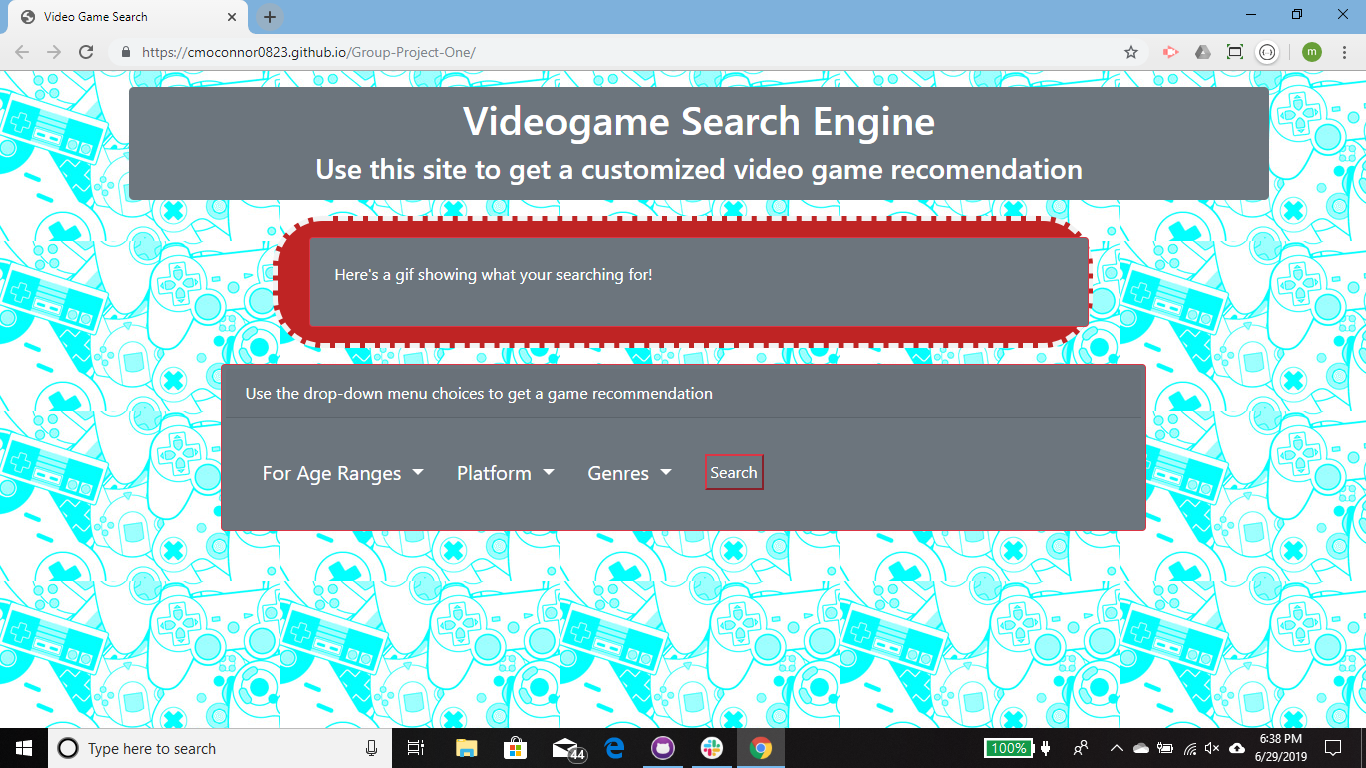 Video Game Search
https://cmoconnor0823.github.io/Group-Project-One/
m
Videogame Search Engine
Use this site to get a customized video game recomendation
Here's a gif showing what your searching for!
Use the drop-down menu choices to get a game recommendation
For Age Ranges Platform Genres Search
Type here to search
44
100%
6:38 PM
6/29/2019